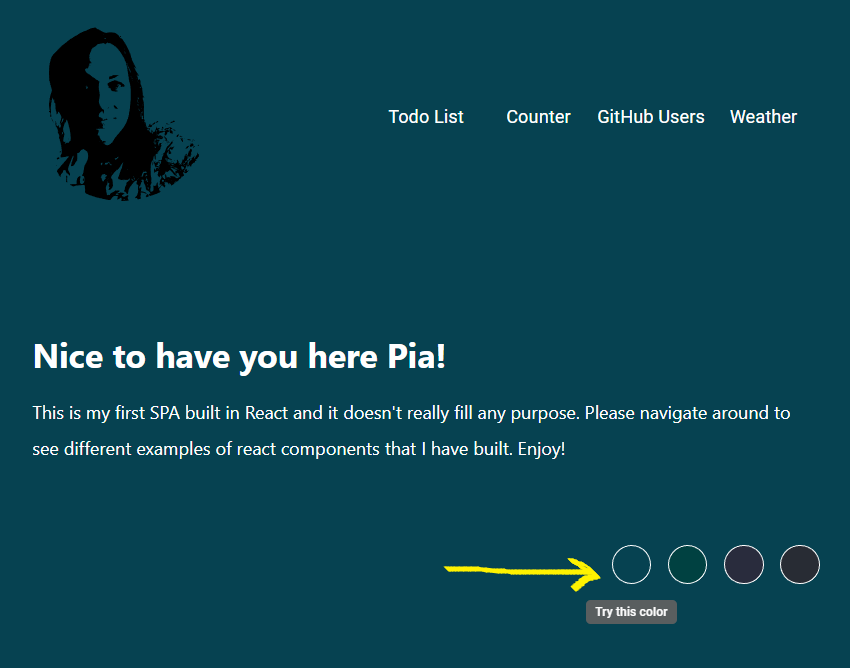 Todo List Counter GitHub Users Weather
Nice to have you here Pia!
This is my first SPA built in React and it doesn't really fill any purpose. Please navigate around to
see different examples of react components that I have built. Enjoy!
Try this color